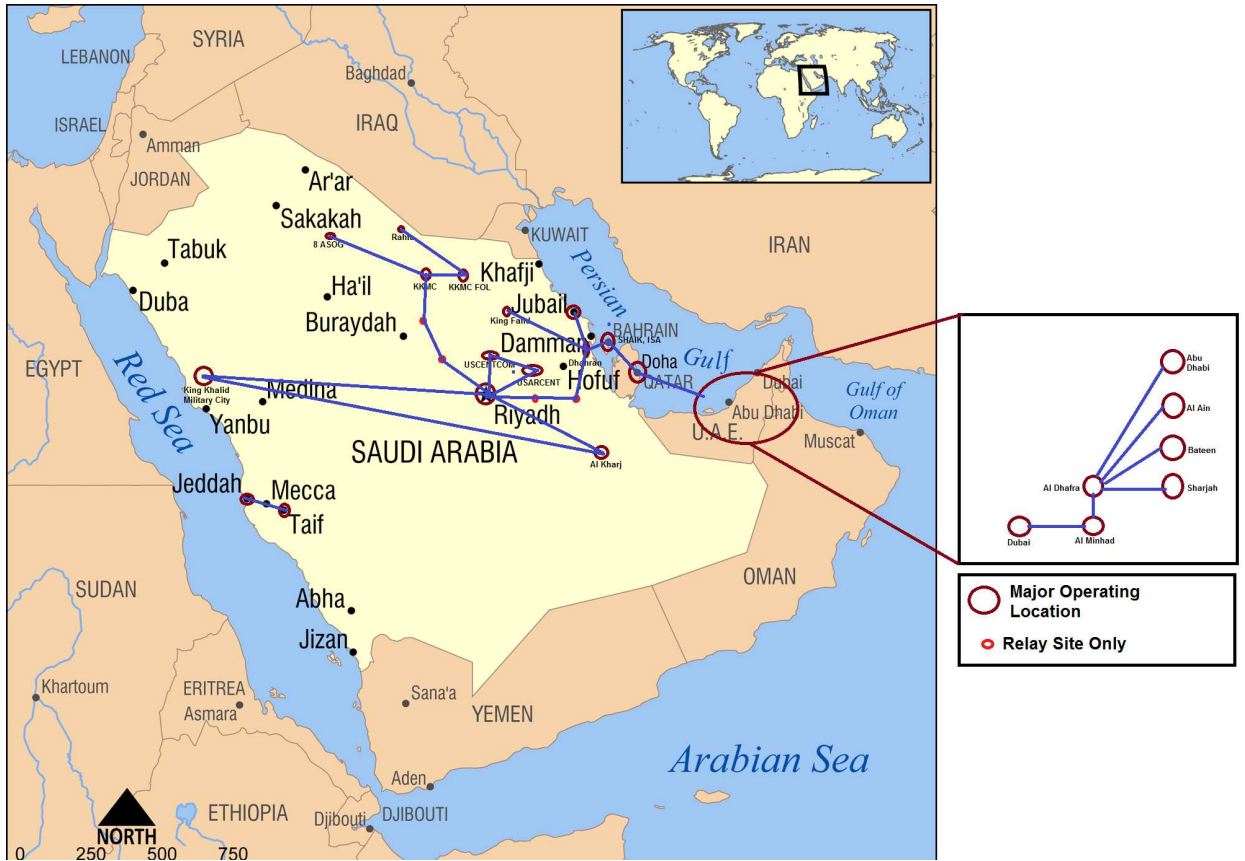 SYRIA
LEBANON
Baghdad
ISRAEL
IRAQ
Amman
JORDAN
Ar'ar
Sakakah
8 ASOG
KUWAIT
IRAN
Tabuk
KKMC
KKMC FOL
Khafji
Persian
Duba
Ha'il
Jubail
King Fahd
Buraydah
BAHRAIN
SHAIK, ISA
EGYPT
Red Sea
Damman
USCENTCOM
Dhahran
Doha
Gulf
Dubai
Gulf of
Oman
USARCENT
Hofuf
QATAR
King Khalid
Military City
Medina
Yanbu
Riyadh
Abu Dhabi
U.A.E.
Muscat
SAUDI ARABIA
Al Kharj
Jeddah
Mecca
Taif
SUDAN
OMAN
Abha
Jizan
Khartoum
ERITREA
Asmara
Sana'a
YEMEN
Arabian Sea
Aden
ETHIOPIA
Djibouti
DJIBOUTI
NORTH
0 250 500 750
Abu
Dhabi
Al Ain
Bateen
Al Dhafra
Sharjah
Dubai
Al Minhad
Major Operating
Location
Relay Site Only